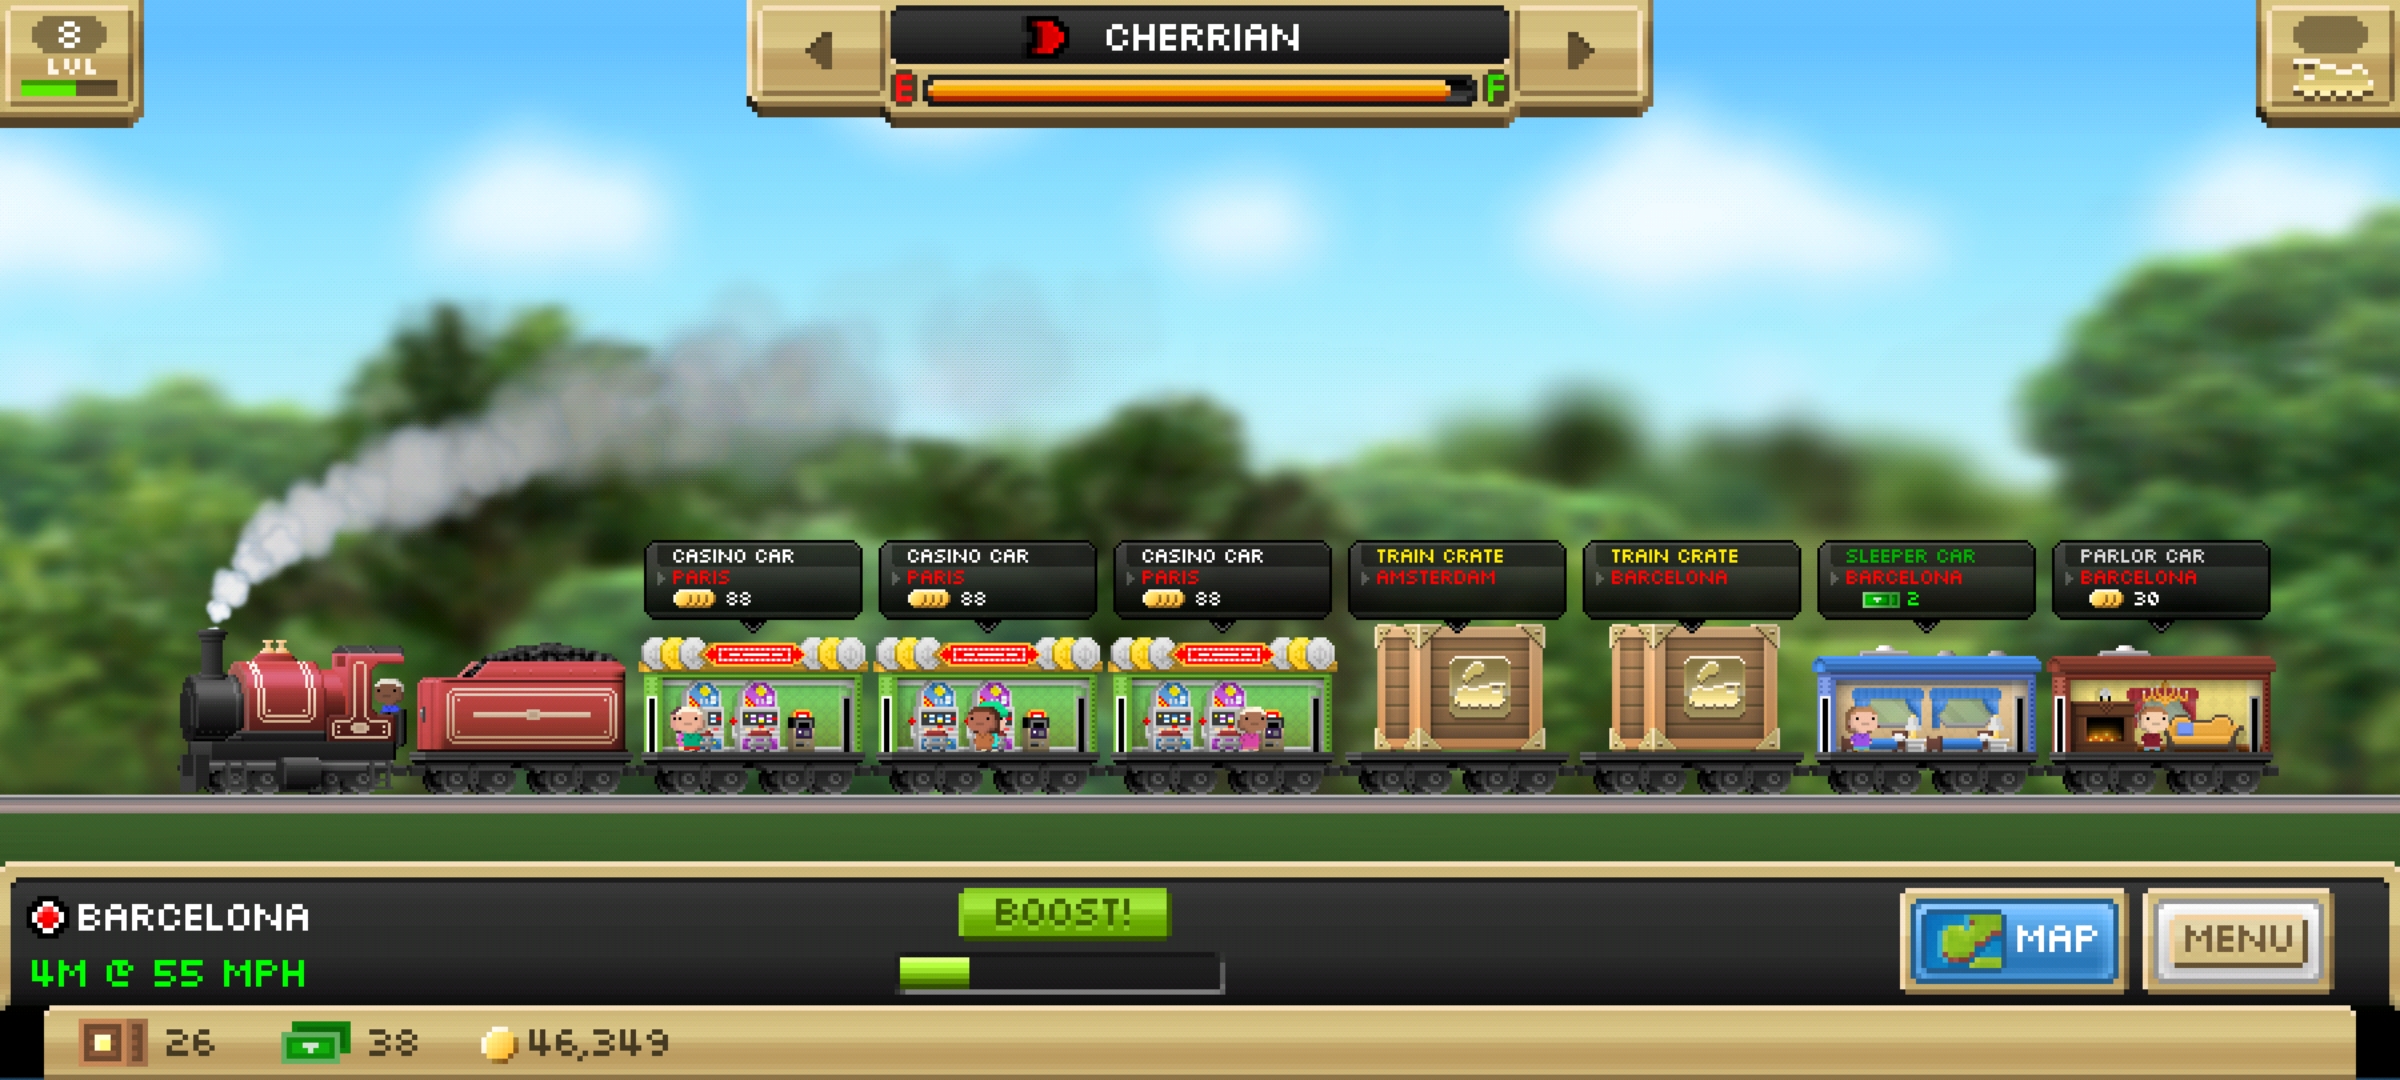 8
LVL
CHERRIAN
E F
CASINO CAR
PARIS
88
CASINO CAR
PARIS
88
CASINO CAR
PARIS
88
TRAIN CRATE
AMSTERDAM
TRAIN CRATE
BARCELONA
SLEEPER CAR
BARCELONA
2
PARLOR CAR
BARCELONA
30
BARCELONA
4M @ 55 MPH
BOOST!
MAP
MENU
26
38
46,349